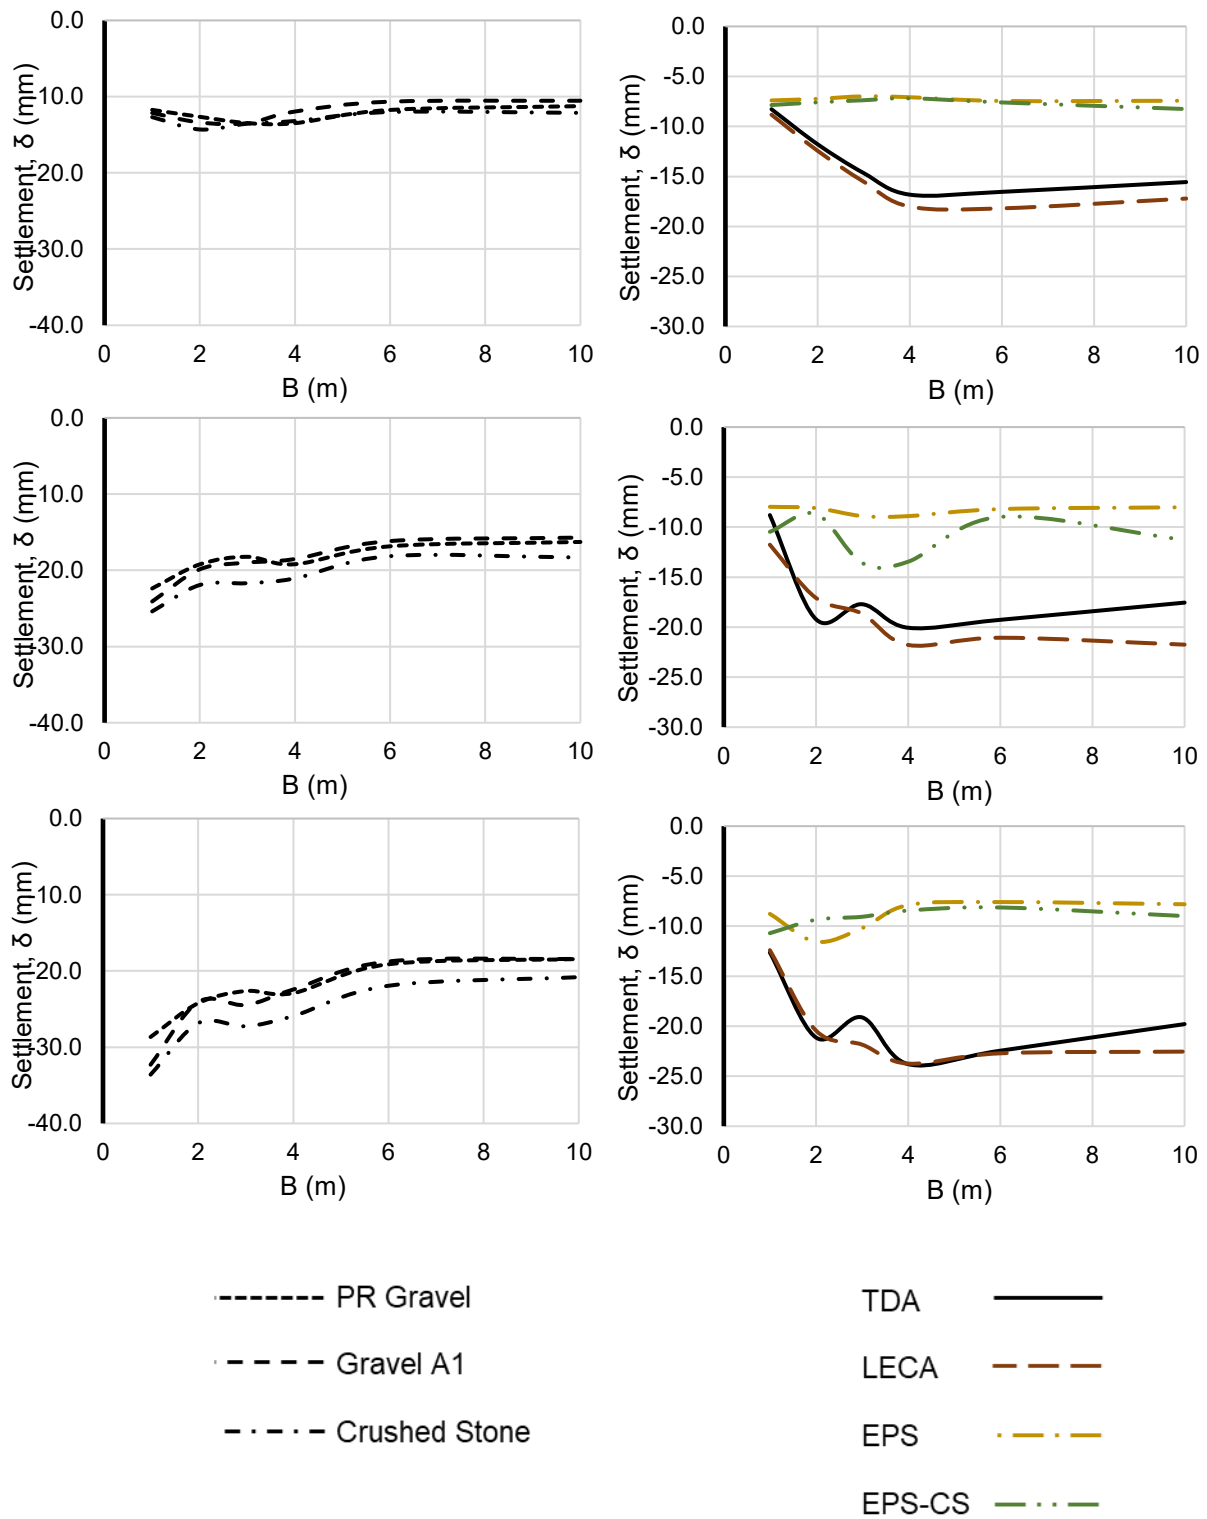 0.0
-10.0
-20.0
-30.0
-40.0
Settlement, δ (mm)
0 2 4 6 8 10
B (m)
0.0
-5.0
-10.0
-15.0
-20.0
-25.0
-30.0
Settlement, δ (mm)
0 2 4 6 8 10
B (m)
0.0
-10.0
-20.0
-30.0
-40.0
Settlement, δ (mm)
0 2 4 6 8 10
B (m)
0.0
-5.0
-10.0
-15.0
-20.0
-25.0
-30.0
Settlement, δ (mm)
0 2 4 6 8 10
B (m)
0.0
-10.0
-20.0
-30.0
-40.0
Settlement, δ (mm)
0 2 4 6 8 10
B (m)
0.0
-5.0
-10.0
-15.0
-20.0
-25.0
-30.0
Settlement, δ (mm)
0 2 4 6 8 10
B (m)
PR Gravel
Gravel A1
Crushed Stone
TDA
LECA
EPS
EPS-CS